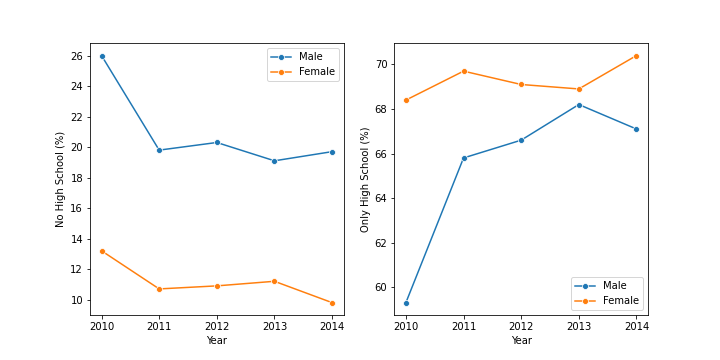 No High School (%)
26
24
22
20
18
16
14
12
10
Male
Female
2010 2011 2012 2013 2014
Year
Only High School (%)
70
68
66
64
62
60
Male
Female
2010 2011 2012 2013 2014
Year